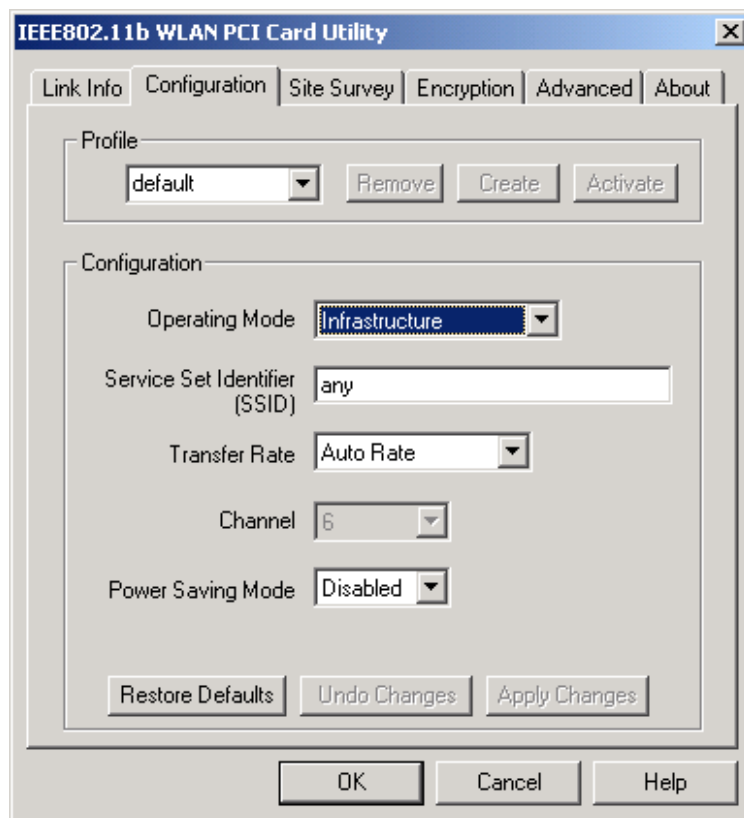 IEEE802.11b WLAN PCI Card Utility
Link Info Configuration Site Survey Encryption Advanced About
Profile
default Remove Create Activate
Configuration
Operating Mode Infrastructure
Service Set Identifier
(SSID) any
Transfer Rate Auto Rate
Channel 6
Power Saving Mode Disabled
Restore Defaults Undo Changes Apply Changes
OK Cancel Help